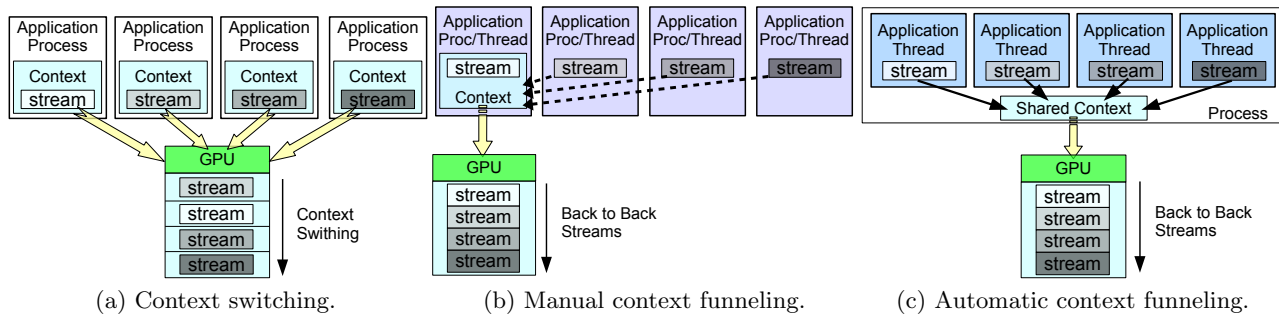 Application
Process
Context
stream
Application
Process
Context
stream
Application
Process
Context
stream
Application
Process
Context
stream
GPU
stream
stream
stream
stream
Context
Swithing
(a) Context switching.
Application
Proc/Thread
stream
Context
Application
Proc/Thread
stream
Application
Proc/Thread
stream
Application
Proc/Thread
stream
GPU
stream
stream
stream
stream
Back to Back
Streams
(b) Manual context funneling.
Application
Thread
stream
Application
Thread
stream
Application
Thread
stream
Application
Thread
stream
Shared Context
Process
GPU
stream
stream
stream
stream
Back to Back
Streams
(c) Automatic context funneling.